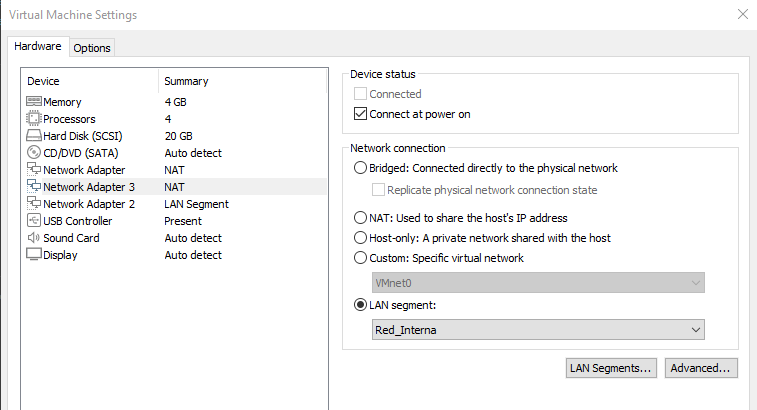 Virtual Machine Settings
Hardware
Options
Device Summary
Memory 4 GB
Processors 4
Hard Disk (SCSI) 20 GB
CD/DVD (SATA) Auto detect
Network Adapter NAT
Network Adapter 3 NAT
Network Adapter 2 LAN Segment
USB Controller Present
Sound Card Auto detect
Display Auto detect
Device status
Connected
Connect at power on
Network connection
Bridged: Connected directly to the physical network
Replicate physical network connection state
NAT: Used to share the host's IP address
Host-only: A private network shared with the host
Custom: Specific virtual network
VMnet0
LAN segment:
Red_Interna
LAN Segments... Advanced...